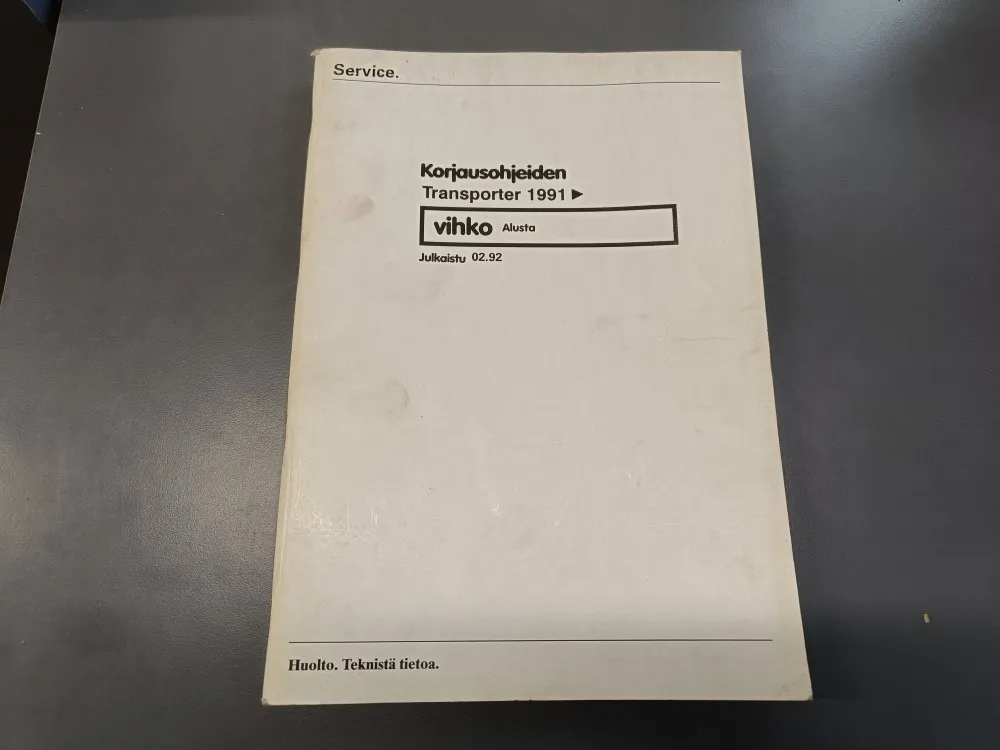 Service.
Korjausohjeiden
Transporter 1991 ►
vihko Alusta
Julkaistu 02.92
Huolto. Teknistä tietoa.